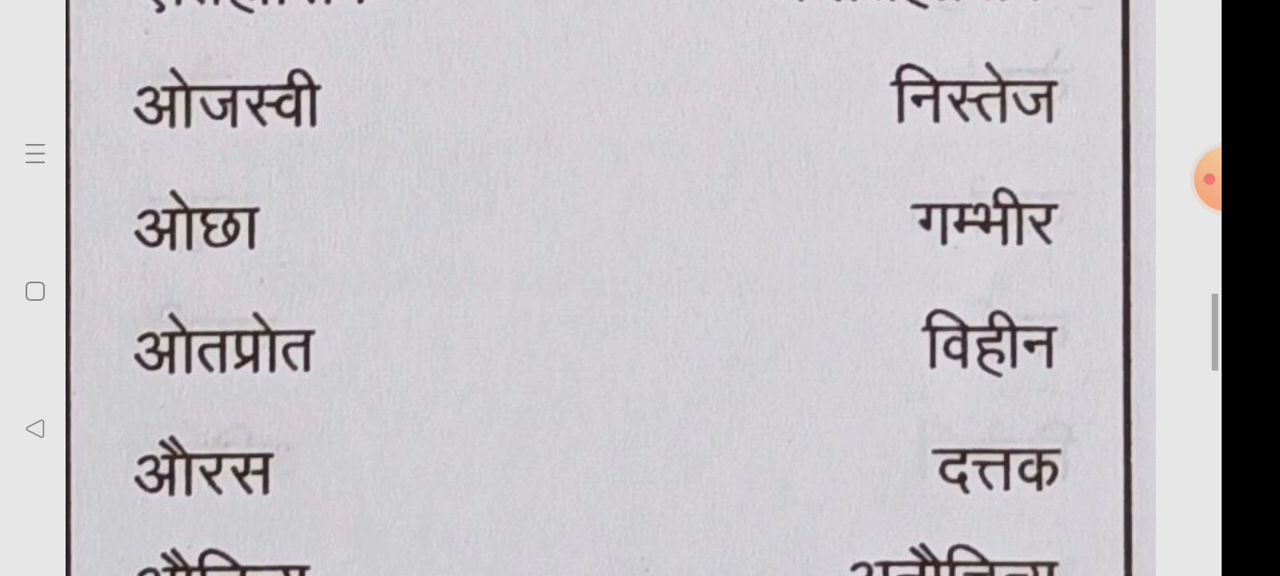 ओजस्वी निस्तेज
ओछा गम्भीर
ओतप्रोत विहीन
औरस दत्तक